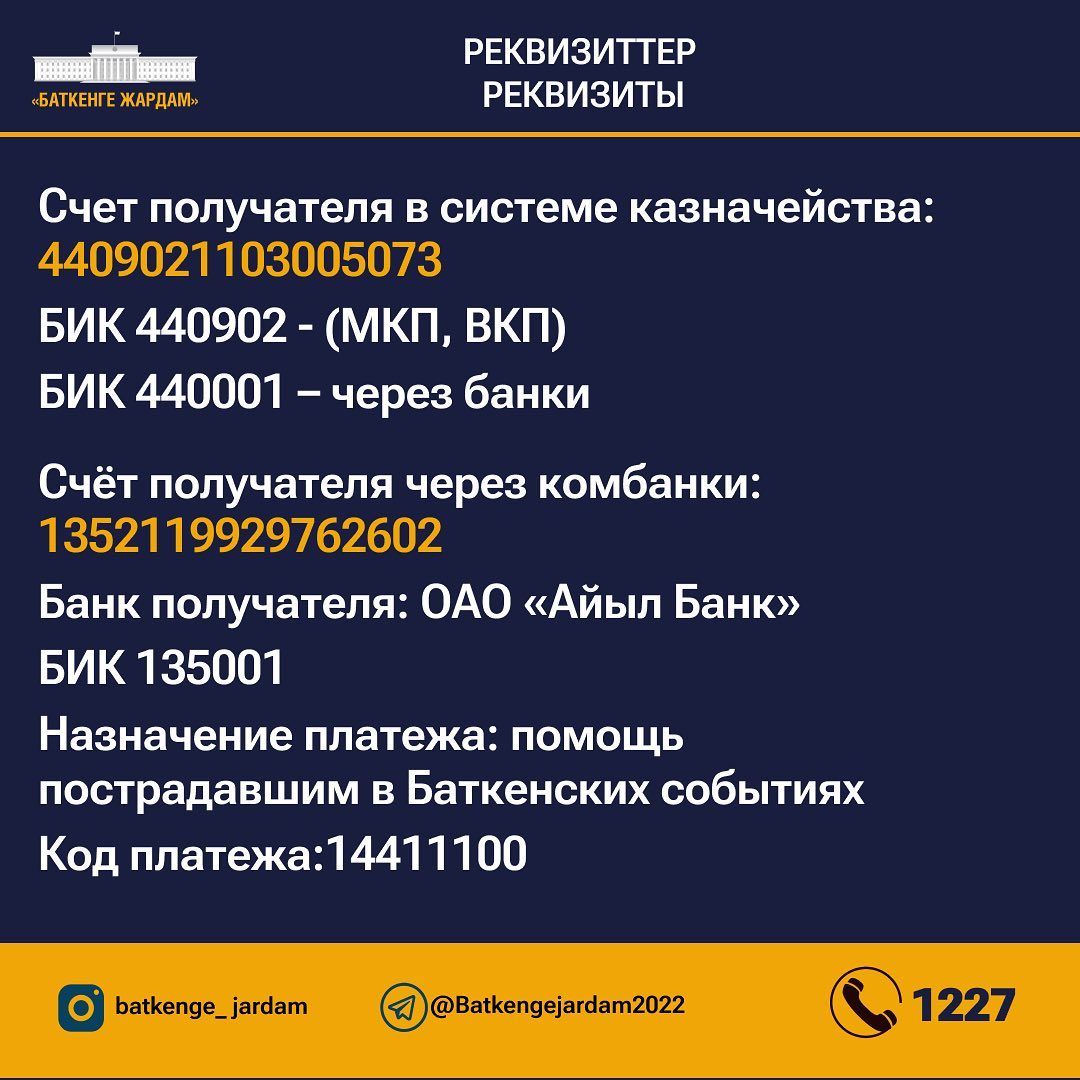 «БАТКЕНГЕ ЖАРДАМ»
РЕКВИЗИТТЕР
РЕКВИЗИТЫ
Счет получателя в системе казначейства:
4409021103005073
БИК 440902 - (МКП, ВКП)
БИК 440001 – через банки
Счёт получателя через комбанки:
1352119929762602
Банк получателя: ОАО «Айыл Банк»
БИК 135001
Назначение платежа: помощь
пострадавшим в Баткенских событиях
Код платежа:14411100
batkenge_ jardam
@Batkengejardam2022
1227